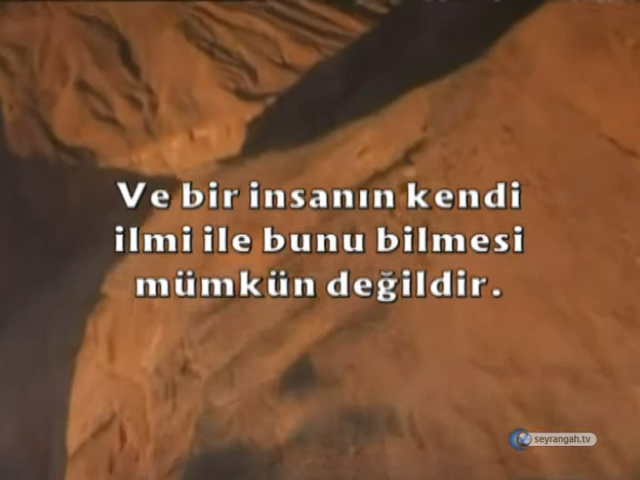 Ve bir insanın kendi
ilmi ile bunu bilmesi
mümkün değildir.
seyrangah.tv